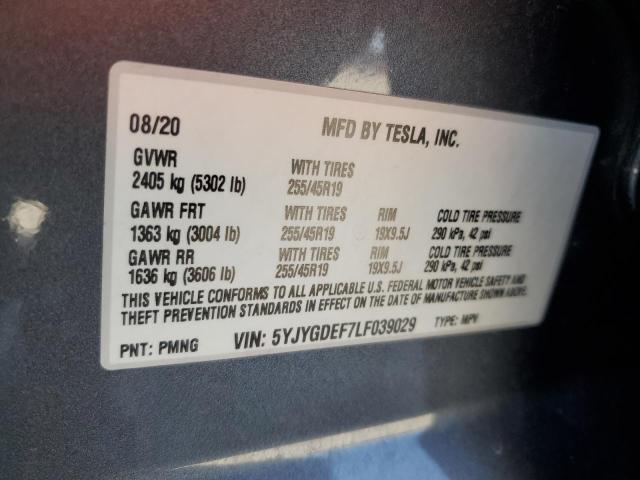 08/20 MFD BY TESLA, INC.
GVWR WITH TIRES
2405 kg (5302 lb) 255/45R19
GAWR FRT WITH TIRES RIM COLD TIRE PRESSURE
1363 kg (3004 lb) 255/45R19 19X9.5J 290 kPa, 42 psi
GAWR RR WITH TIRES RIM COLD TIRE PRESSURE
1636 kg (3606 lb) 255/45R19 19X9.5J 290 kPa, 42 psi
THIS VEHICLE CONFORMS TO ALL APPLICABLE U.S. FEDERAL MOTOR VEHICLE SAFETY AND
THEFT PREVENTION STANDARDS IN EFFECT ON THE DATE OF MANUFACTURE SHOWN ABOVE.
PNT: PMNG VIN: 5YJYGDEF7LF039029 TYPE: MPV